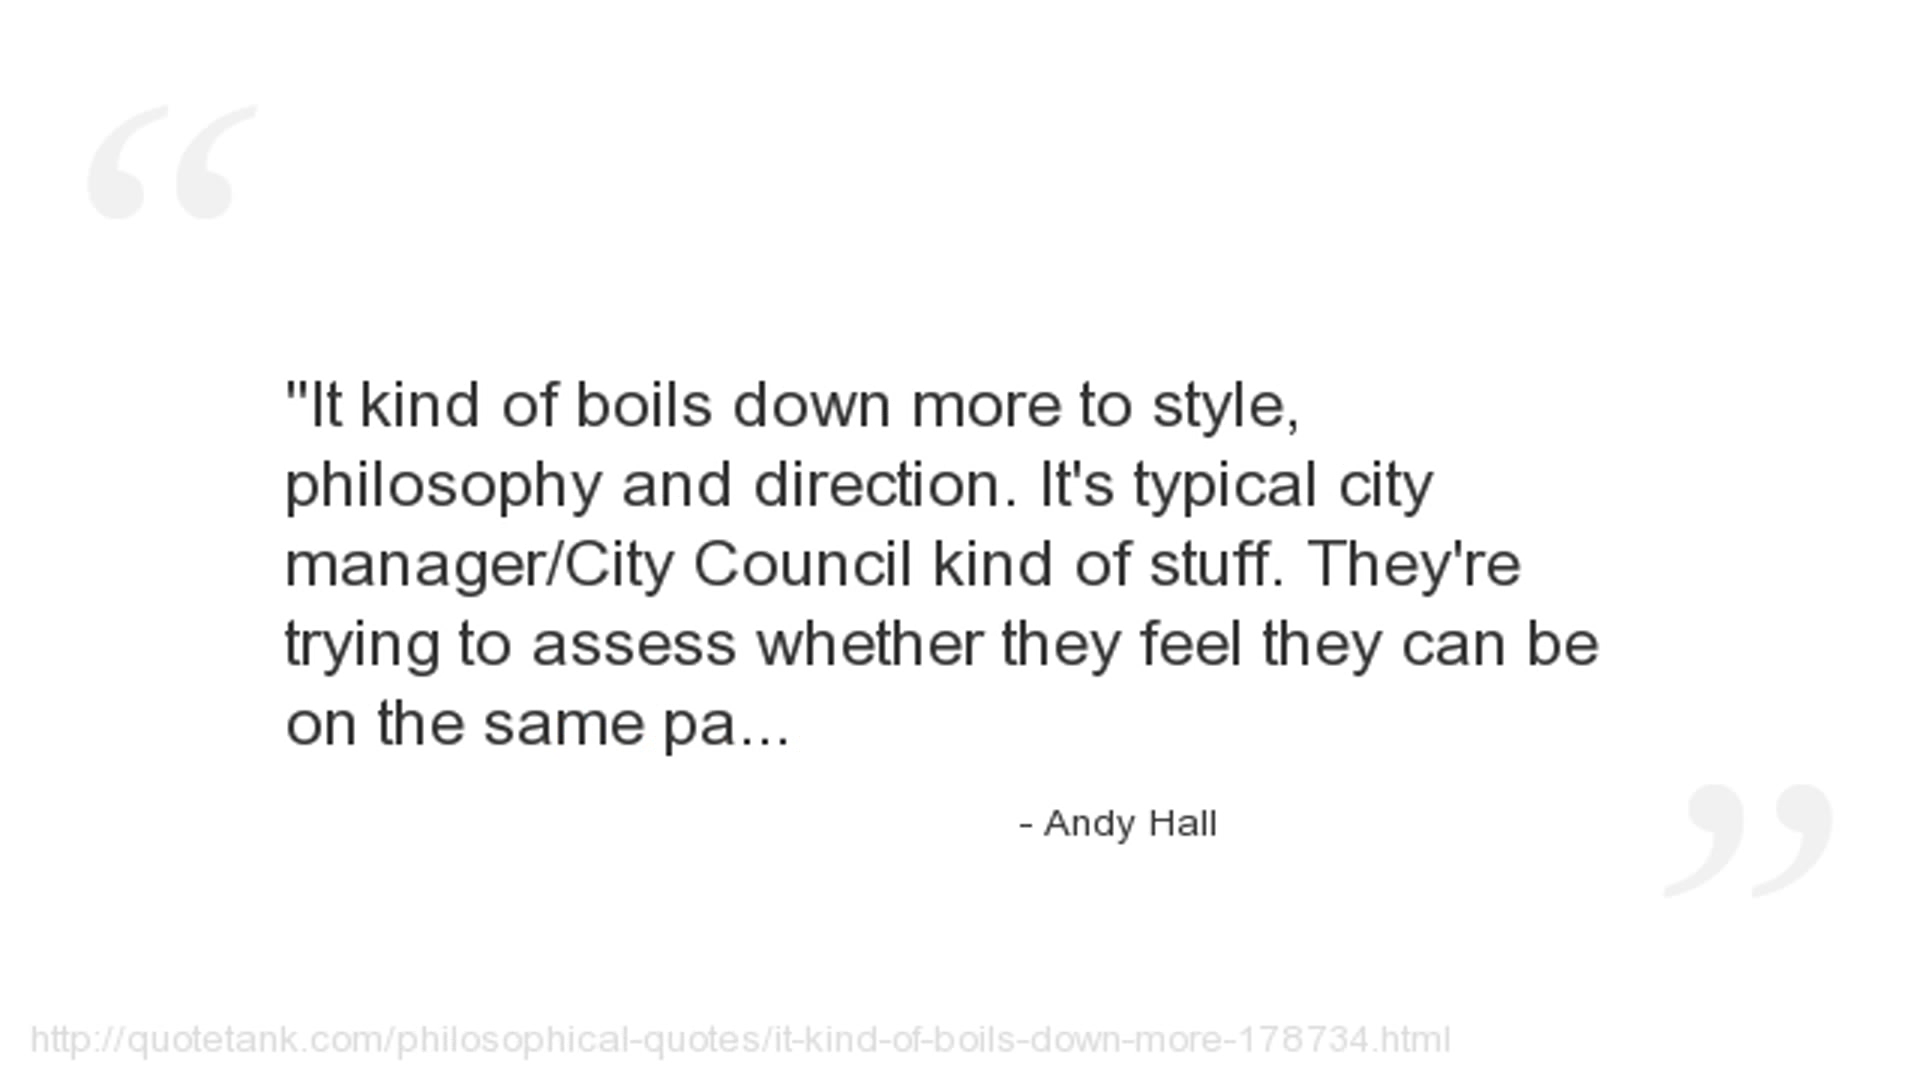 "It kind of boils down more to style,
philosophy and direction. It's typical city
manager/City Council kind of stuff. They're
trying to assess whether they feel they can be
on the same pa...
- Andy Hall
http://quotetank.com/philosophical-quotes/it-kind-of-boils-down-more-178734.html